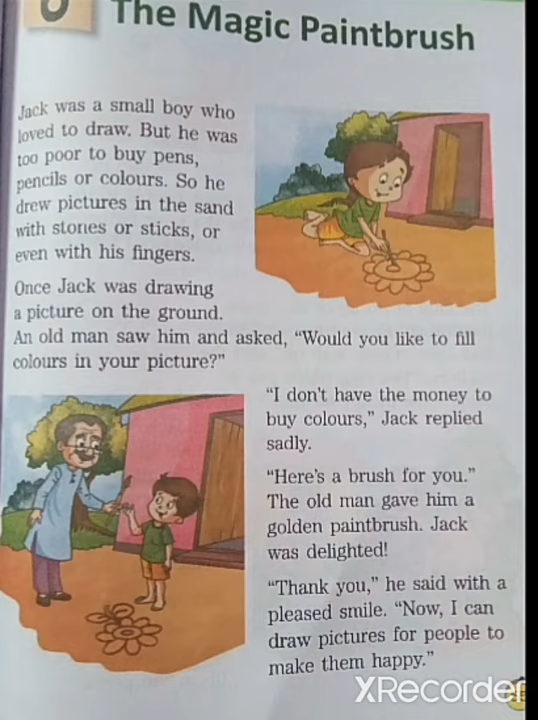 The Magic Paintbrush
Jack was a small boy who
loved to draw. But he was
too poor to buy pens,
pencils or colours. So he
drew pictures in the sand
with stones or sticks, or
even with his fingers.
Once Jack was drawing
a picture on the ground.
An old man saw him and asked, “Would you like to fill
colours in your picture?”
“I don't have the money to
buy colours,” Jack replied
sadly.
“Here's a brush for you.”
The old man gave him a
golden paintbrush. Jack
was delighted!
“Thank you,” he said with a
pleased smile. “Now, I can
draw pictures for people to
make them happy.”
XRecorder